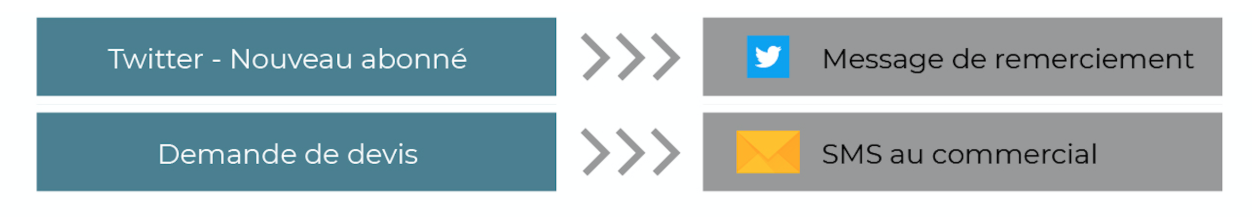 Twitter - Nouveau abonné
Message de remerciement
Demande de devis
SMS au commercial